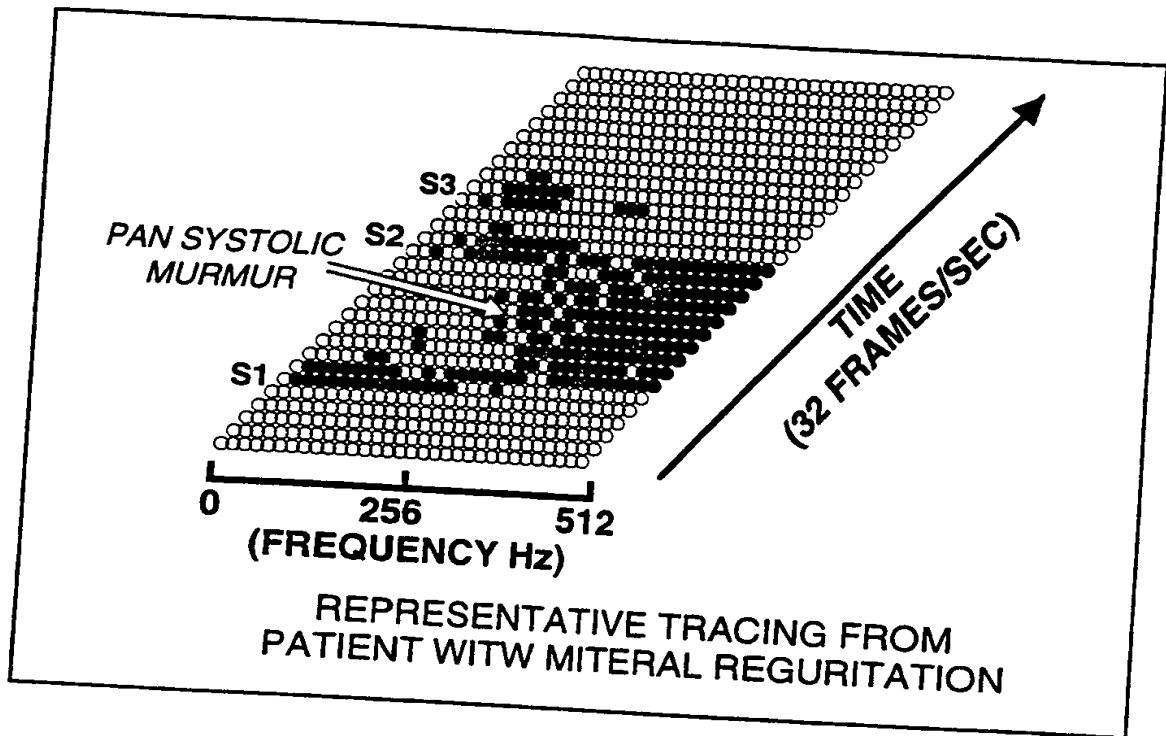 S3
PAN SYSTOLIC
MURMUR
S2
S1
TIME
(32 FRAMES/SEC)
0
256
512
(FREQUENCY Hz)
REPRESENTATIVE TRACING FROM
PATIENT WITW MITERAL REGURITATION